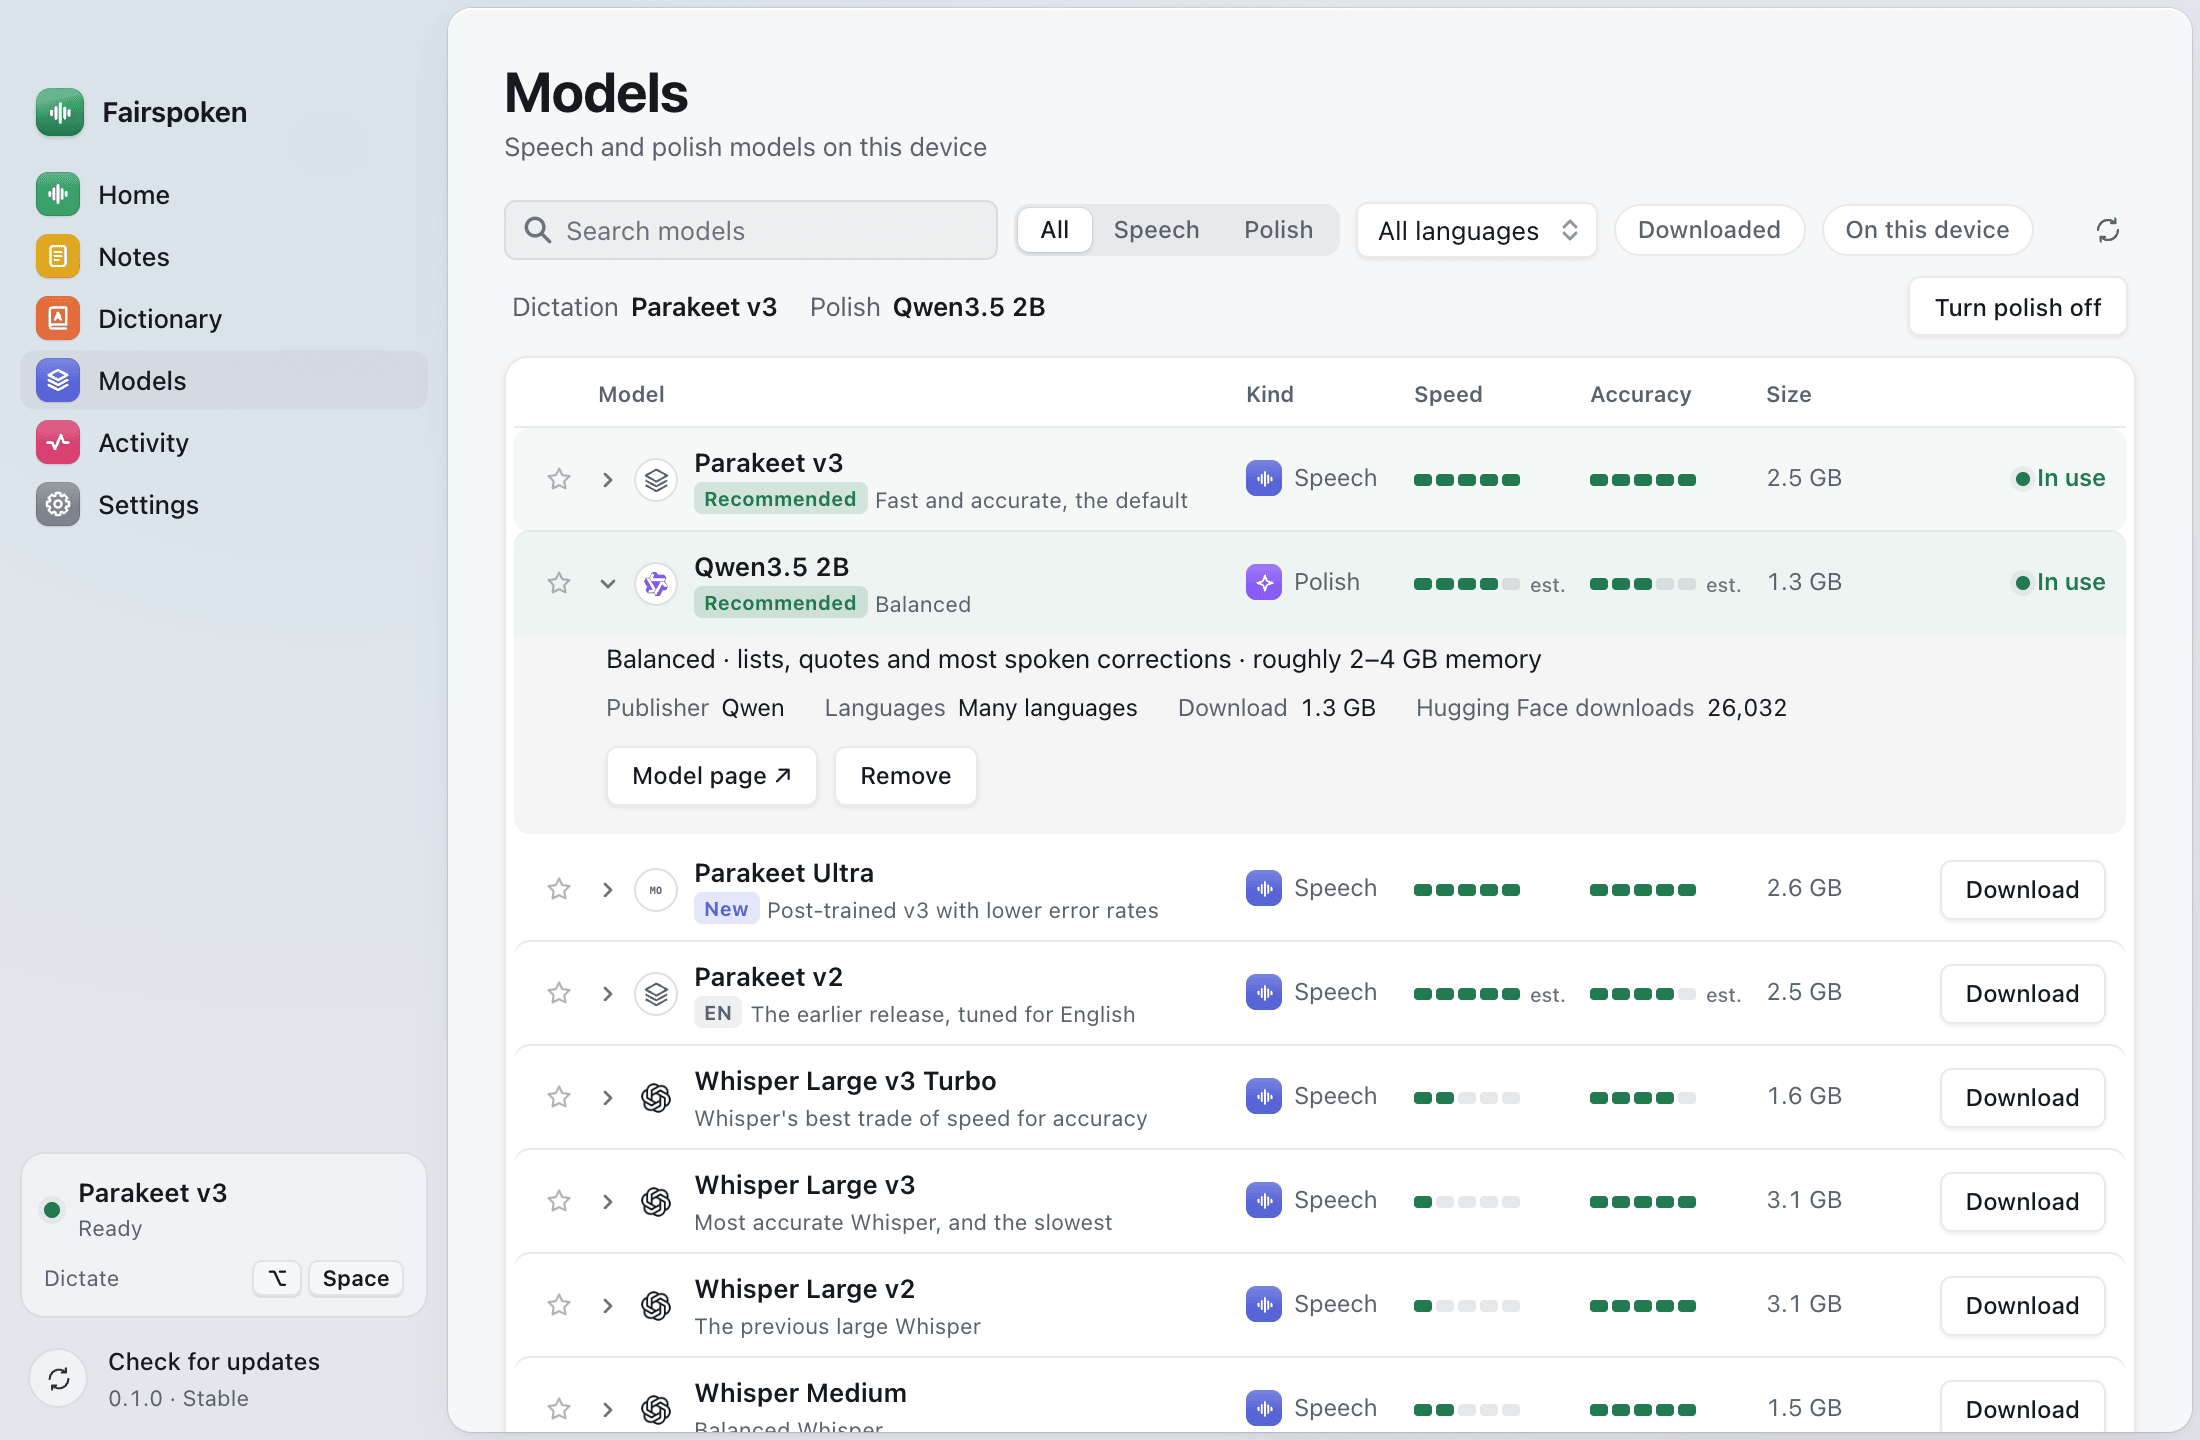 Fairspoken
Home
Notes
Dictionary
Models
Activity
Settings
Parakeet v3
Ready
Dictate ⌥ Space
Check for updates
0.1.0 · Stable
Models
Speech and polish models on this device
Search models All Speech Polish All languages Downloaded On this device
Dictation Parakeet v3 Polish Qwen3.5 2B Turn polish off
Model Kind Speed Accuracy Size
Parakeet v3
Recommended Fast and accurate, the default Speech 2.5 GB In use
Qwen3.5 2B
Recommended Balanced Polish est. est. 1.3 GB In use
Balanced · lists, quotes and most spoken corrections · roughly 2–4 GB memory
Publisher Qwen Languages Many languages Download 1.3 GB Hugging Face downloads 26,032
Model page ↗ Remove
MO Parakeet Ultra
New Post-trained v3 with lower error rates Speech 2.6 GB Download
Parakeet v2
EN The earlier release, tuned for English Speech est. est. 2.5 GB Download
Whisper Large v3 Turbo
Whisper's best trade of speed for accuracy Speech 1.6 GB Download
Whisper Large v3
Most accurate Whisper, and the slowest Speech 3.1 GB Download
Whisper Large v2
The previous large Whisper Speech 3.1 GB Download
Whisper Medium
Balanced Whisper Speech 1.5 GB Download